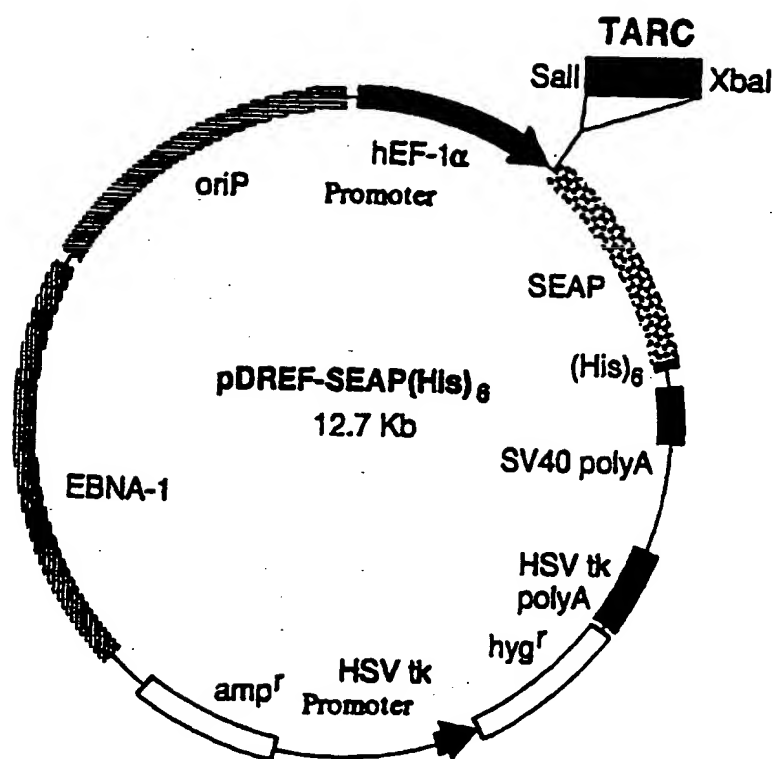 TARC
SalI XbaI
hEF-1α
Promoter
oriP
SEAP
(His)6
pDREF-SEAP(His)6
12.7 Kb
SV40 polyA
EBNA-1
HSV tk
polyA
hygr
HSV tk
Promoter
ampr